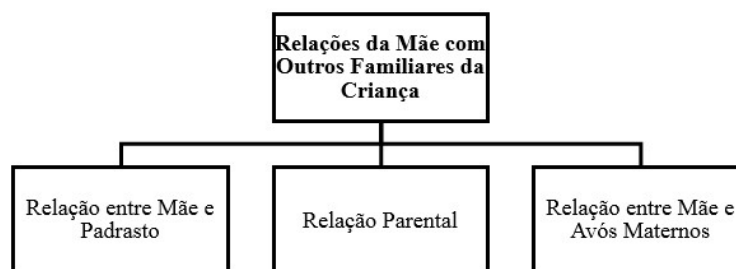 Relações da Mãe com
Outros Familiares da
Criança
Relação entre Mãe e
Padrasto
Relação Parental
Relação entre Mãe e
Avós Maternos